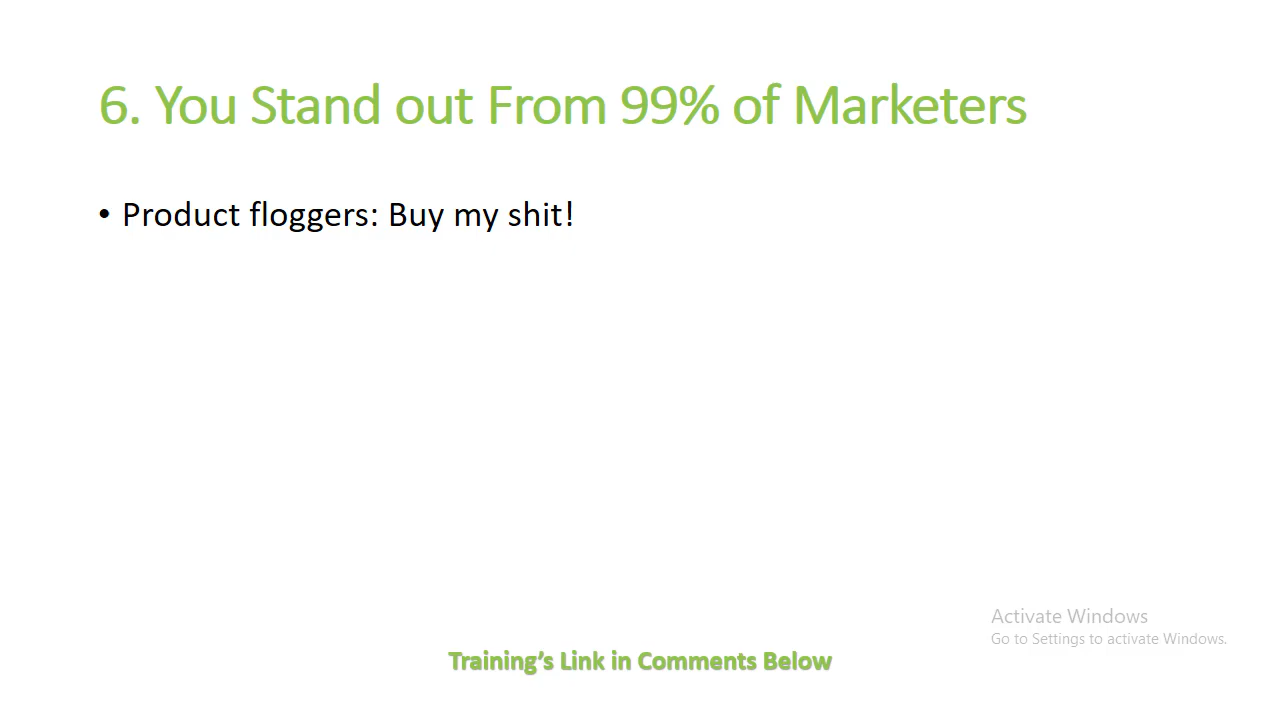 6. You Stand out From 99% of Marketers
• Product floggers: Buy my shit!
Activate Windows
Go to Settings to activate Windows.
Training’s Link in Comments Below